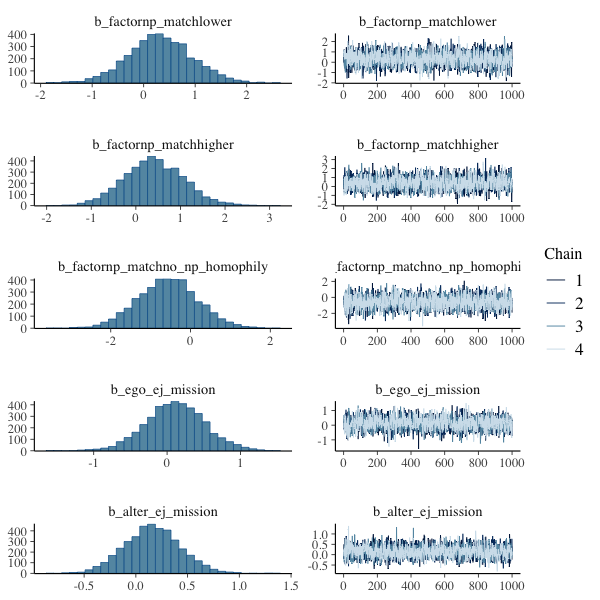 b_factornp_matchlower
b_factornp_matchlower
400
300
200
100
0
-2 -1 0 1 2
2
1
0
-1
-2
0 200 400 600 800 1000
b_factornp_matchhigher
b_factornp_matchhigher
400
300
200
100
0
-2 -1 0 1 2 3
3
2
1
0
-1
-2
0 200 400 600 800 1000
b_factornp_matchno_np_homophily
factornp_matchno_np_homophi
400
300
200
100
0
-2 0 2
2
0
-2
0 200 400 600 800 1000
b_ego_ej_mission
b_ego_ej_mission
400
300
200
100
0
-1 0 1
1
0
-1
0 200 400 600 800 1000
b_alter_ej_mission
b_alter_ej_mission
400
300
200
100
0
-0.5 0.0 0.5 1.0 1.5
1.0
0.5
0.0
-0.5
0 200 400 600 800 1000
Chain
1
2
3
4